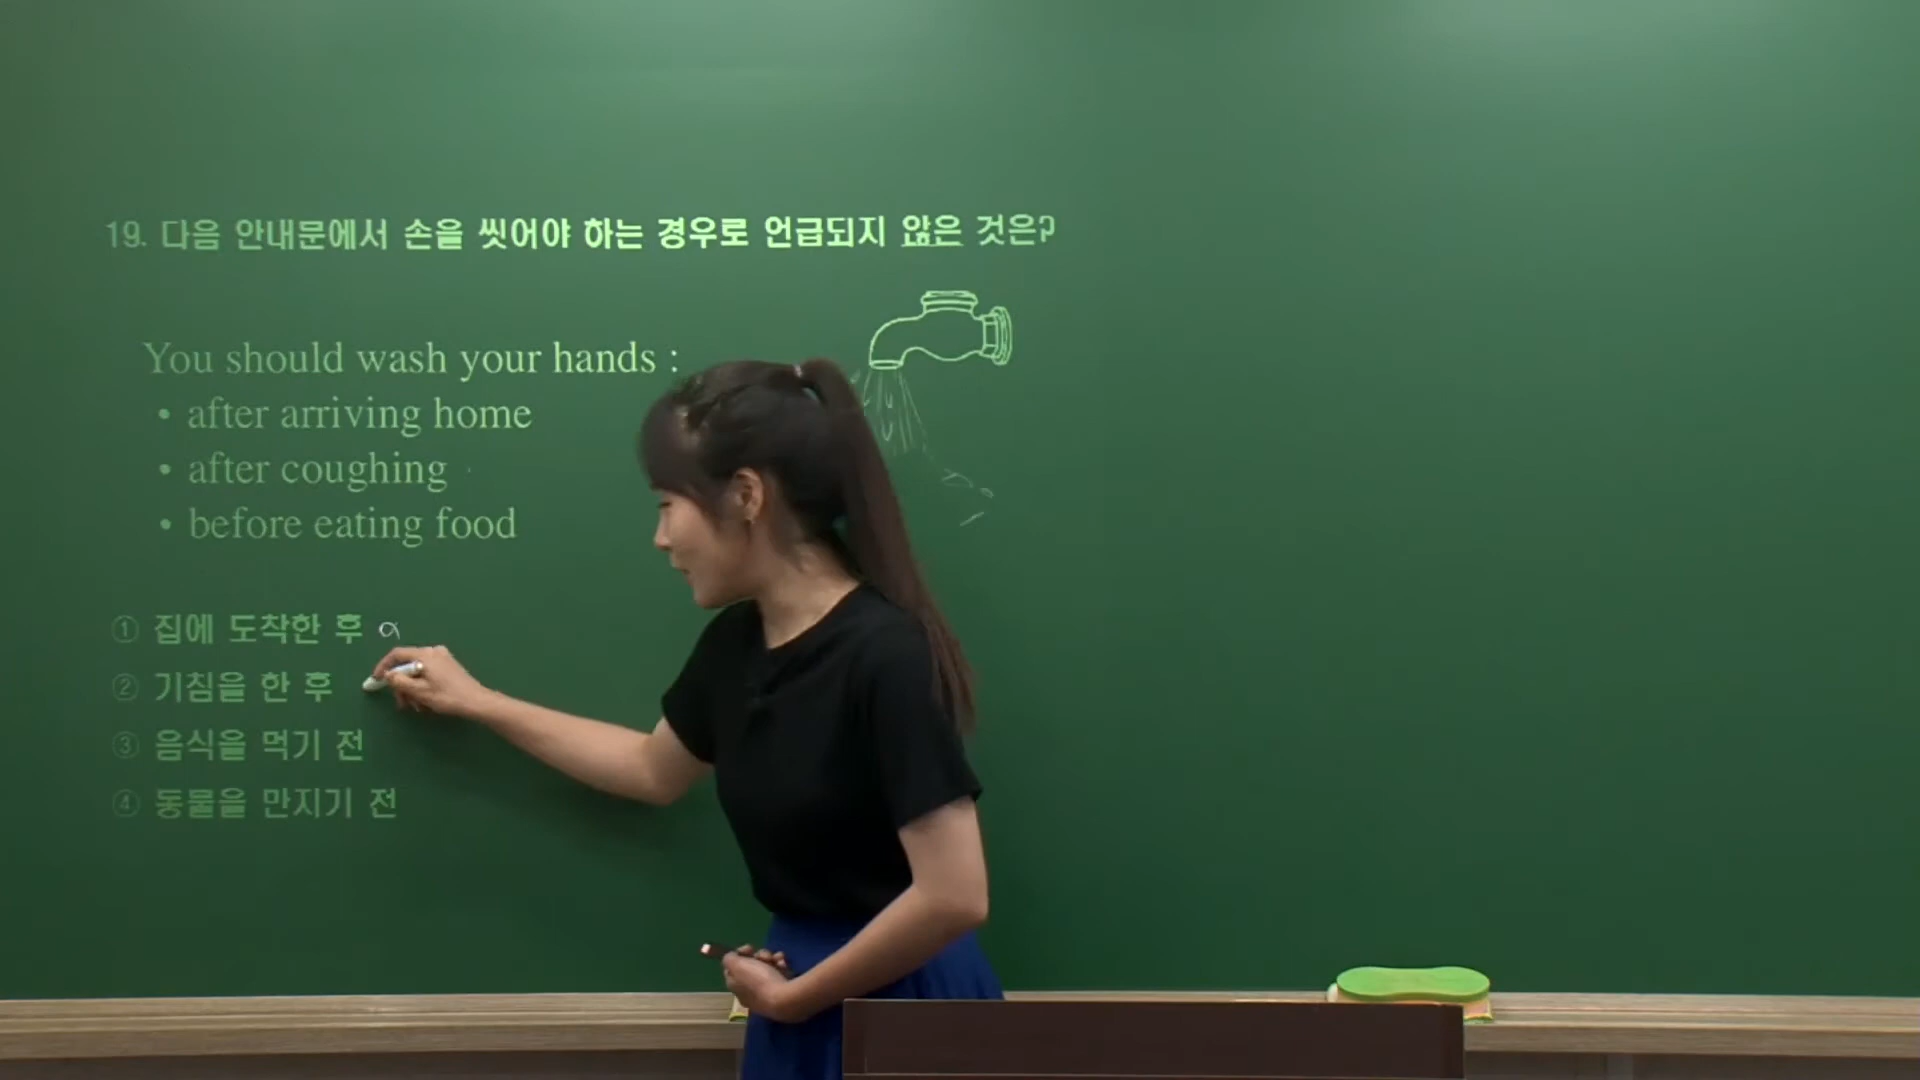 19. 다음 안내문에서 손을 씻어야 하는 경우로 언급되지 않은 것은?
You should wash your hands :
• after arriving home
• after coughing
• before eating food
① 집에 도착한 후
② 기침을 한 후
③ 음식을 먹기 전
④ 동물을 만지기 전